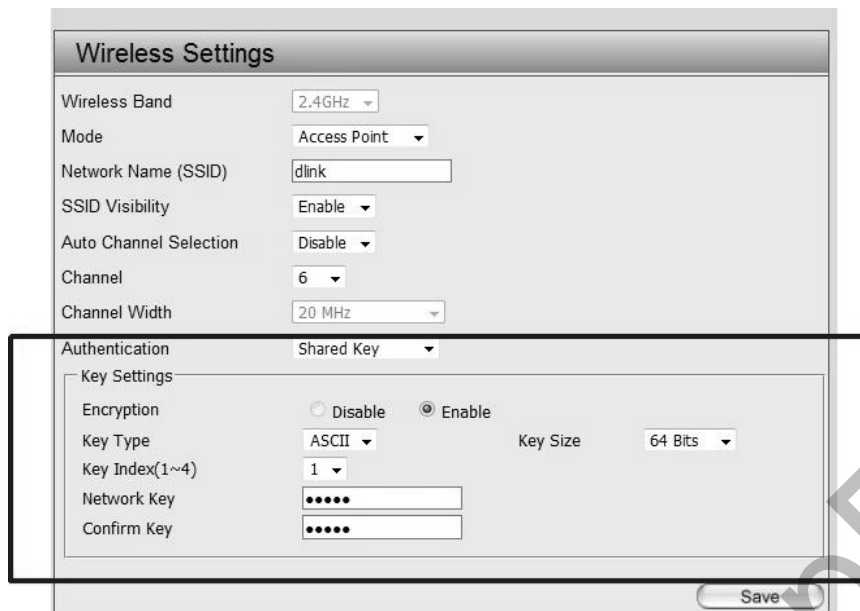 Wireless Settings
Wireless Band 2.4GHz
Mode Access Point
Network Name (SSID) dlink
SSID Visibility Enable
Auto Channel Selection Disable
Channel 6
Channel Width 20 MHz
Authentication Shared Key
Key Settings
Encryption Disable Enable
Key Type ASCII Key Size 64 Bits
Key Index(1~4) 1
Network Key •••••
Confirm Key •••••
Save